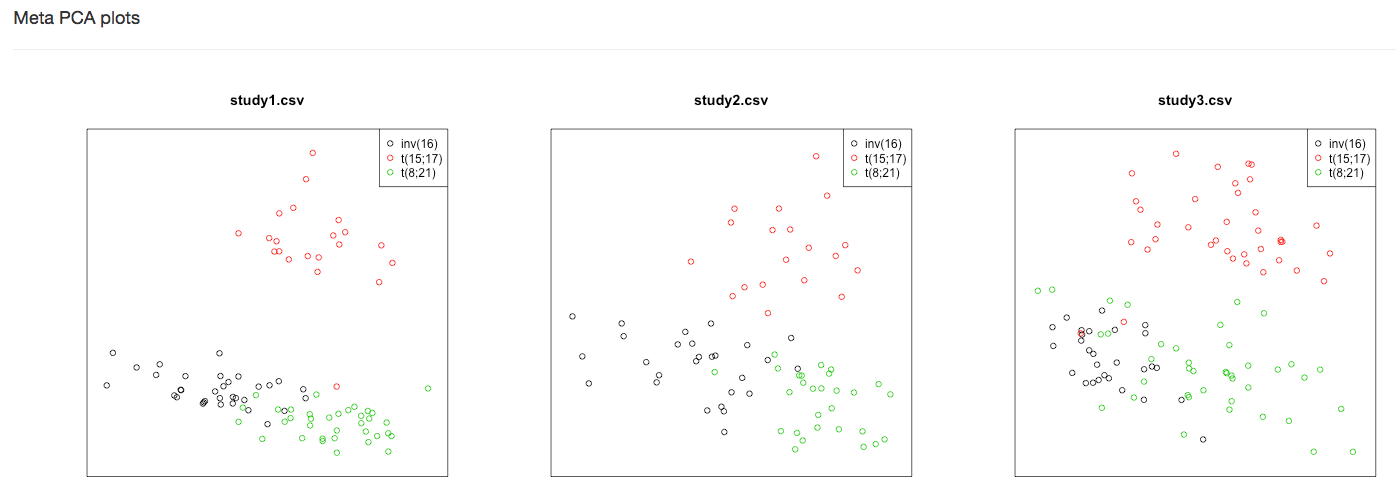 Meta PCA plots
study1.csv
inv(16)
t(15;17)
t(8;21)
study2.csv
inv(16)
t(15;17)
t(8;21)
study3.csv
inv(16)
t(15;17)
t(8;21)